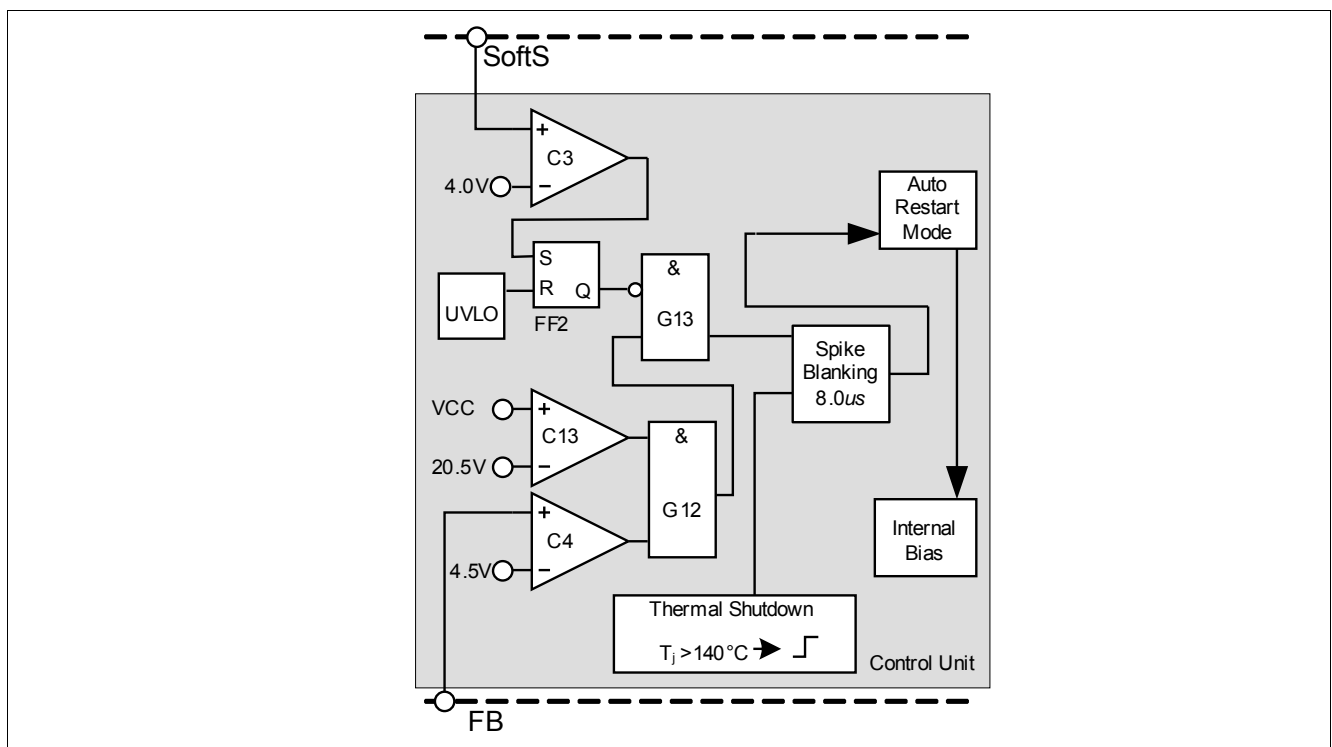 SoftS
+
C3
4.0V
−
Auto
Restart
Mode
S
R Q
FF2
UVLO
&
G13
Spike
Blanking
8.0us
VCC
+
C13
20.5V
−
&
G12
+
C4
4.5V
−
Internal
Bias
Thermal Shutdown
Tj >140°C
Control Unit
FB